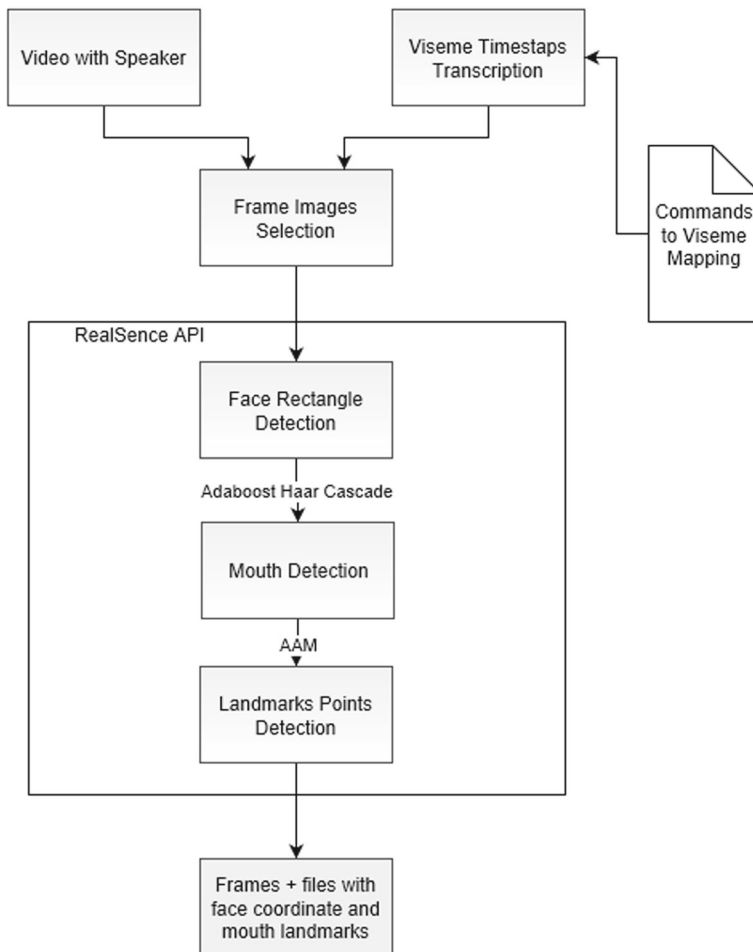 Video with Speaker
Viseme Timestaps
Transcription
Commands
to Viseme
Mapping
Frame Images
Selection
RealSence API
Face Rectangle
Detection
Adaboost Haar Cascade
Mouth Detection
AAM
Landmarks Points
Detection
Frames + files with
face coordinate and
mouth landmarks